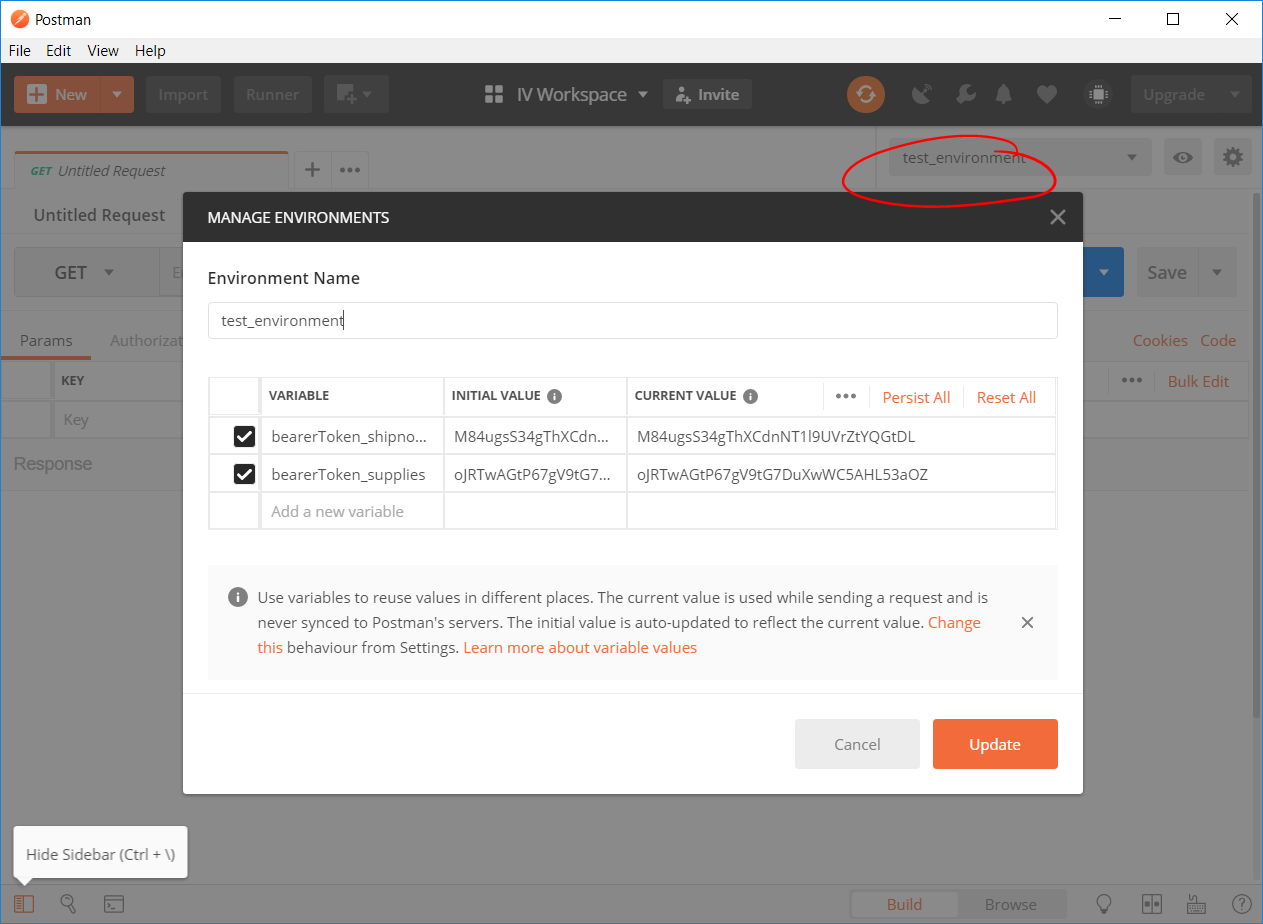 Postman
File Edit View Help
New Import Runner IV Workspace Invite Upgrade
GET Untitled Request
test_environment
Untitled Request
MANAGE ENVIRONMENTS
GET
Save
Environment Name
test_environment
Params
Cookies Code
KEY
Bulk Edit
Key
Response
VARIABLE INITIAL VALUE CURRENT VALUE Persist All Reset All
bearerToken_shipno... M84ugsS34gThXCdn... M84ugsS34gThXCdnNT1l9UVrZtYQGtDL
bearerToken_supplies oJRTwAGtP67gV9tG7... oJRTwAGtP67gV9tG7DuXwWC5AHL53aOZ
Add a new variable
Use variables to reuse values in different places. The current value is used while sending a request and is
never synced to Postman's servers. The initial value is auto-updated to reflect the current value. Change
this behaviour from Settings. Learn more about variable values
Cancel Update
Hide Sidebar (Ctrl + \)
Build Browse